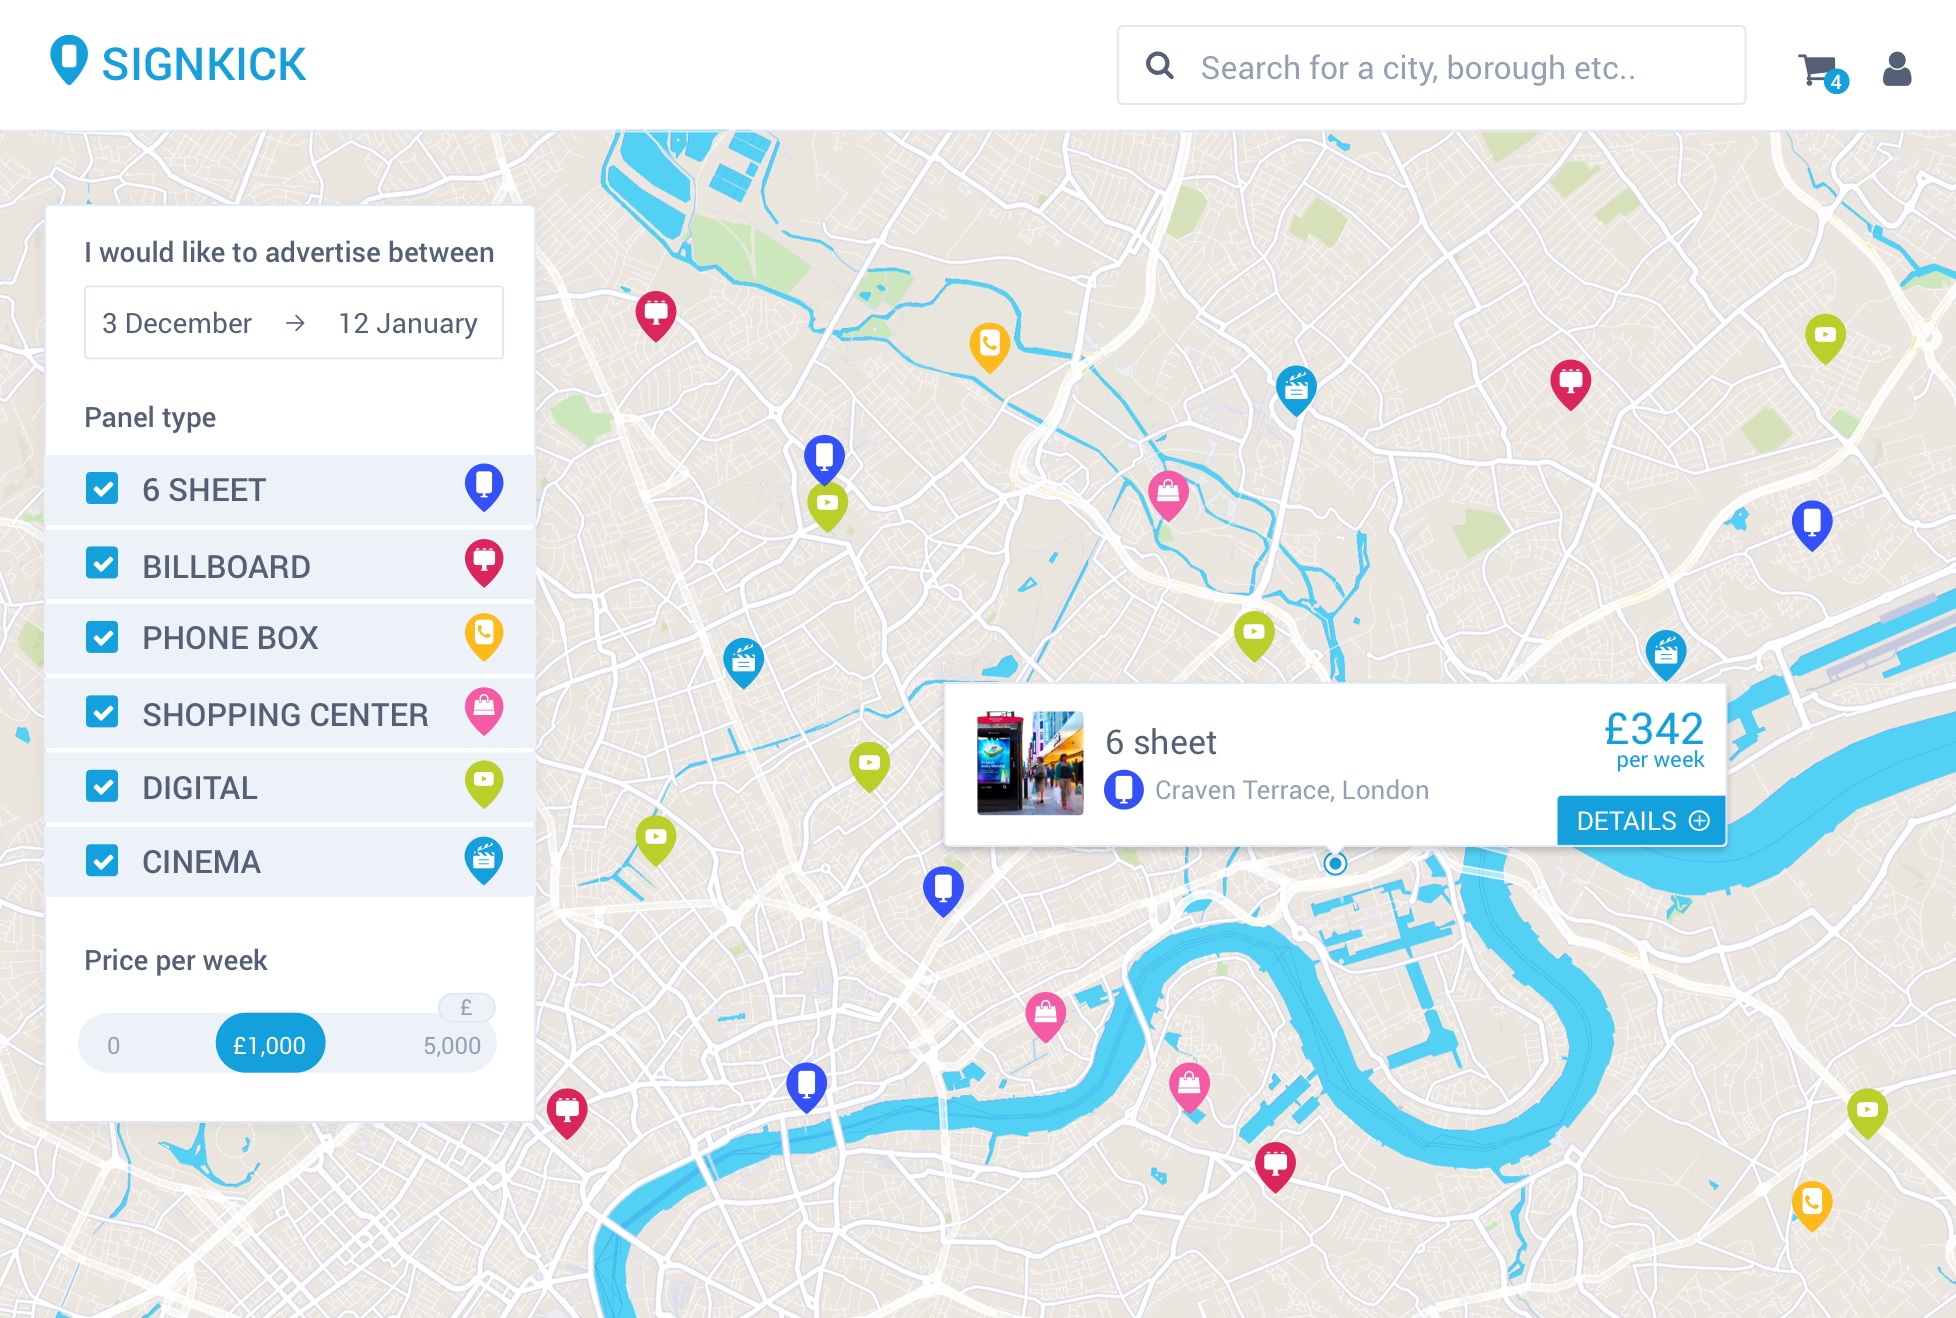 SIGNKICK
Search for a city, borough etc..
4
I would like to advertise between
3 December → 12 January
Panel type
6 SHEET
BILLBOARD
PHONE BOX
SHOPPING CENTER
DIGITAL
CINEMA
Price per week
£
0 £1,000 5,000
6 sheet
Craven Terrace, London
£342
per week
DETAILS